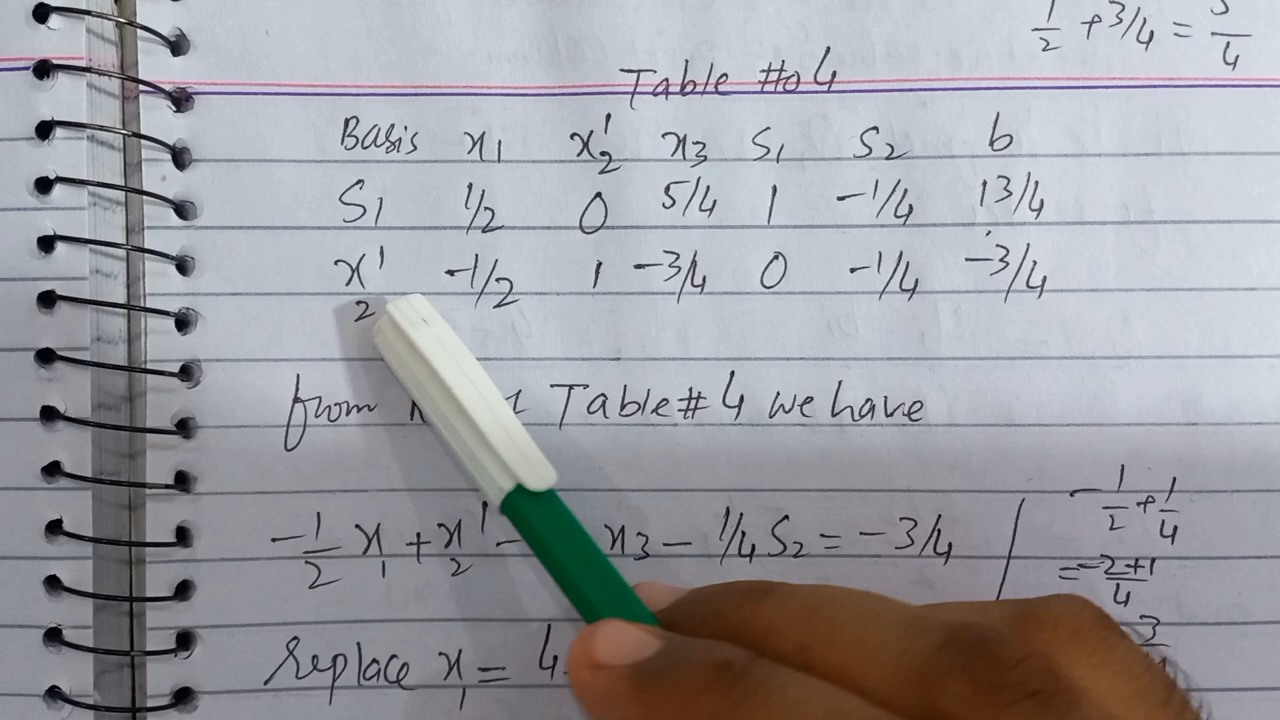 1/2 + 3/4 = 5/4
Table #04
Basis x1 x2' x3 S1 S2 b
S1 1/2 0 5/4 1 -1/4 13/4
x2' -1/2 1 -3/4 0 -1/4 -3/4
from Table #4 we have
-1/2 x1 + x2' - x3 - 1/4 S2 = -3/4
-1/2 + 1/4
= -2+1/4
3
replace x1 = 4